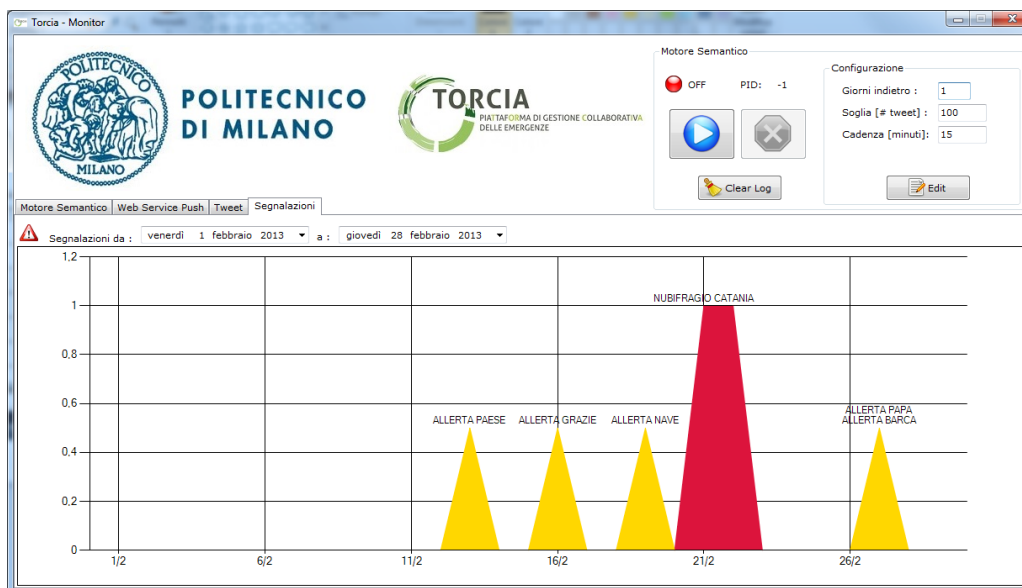 Torcia - Monitor
POLITECNICO
MILANO
POLITECNICO
DI MILANO
TORCIA
PIATTAFORMA DI GESTIONE COLLABORATIVA
DELLE EMERGENZE
Motore Semantico
OFF PID: -1
Clear Log
Configurazione
Giorni indietro : 1
Soglia [# tweet] : 100
Cadenza [minuti]: 15
Edit
Motore Semantico Web Service Push Tweet Segnalazioni
Segnalazioni da : venerdì 1 febbraio 2013 a : giovedì 28 febbraio 2013
1,2
1
0,8
0,6
0,4
0,2
0
NUBIFRAGIO CATANIA
ALLERTA PAESE
ALLERTA GRAZIE
ALLERTA NAVE
ALLERTA PAPA
ALLERTA BARCA
1/2 6/2 11/2 16/2 21/2 26/2